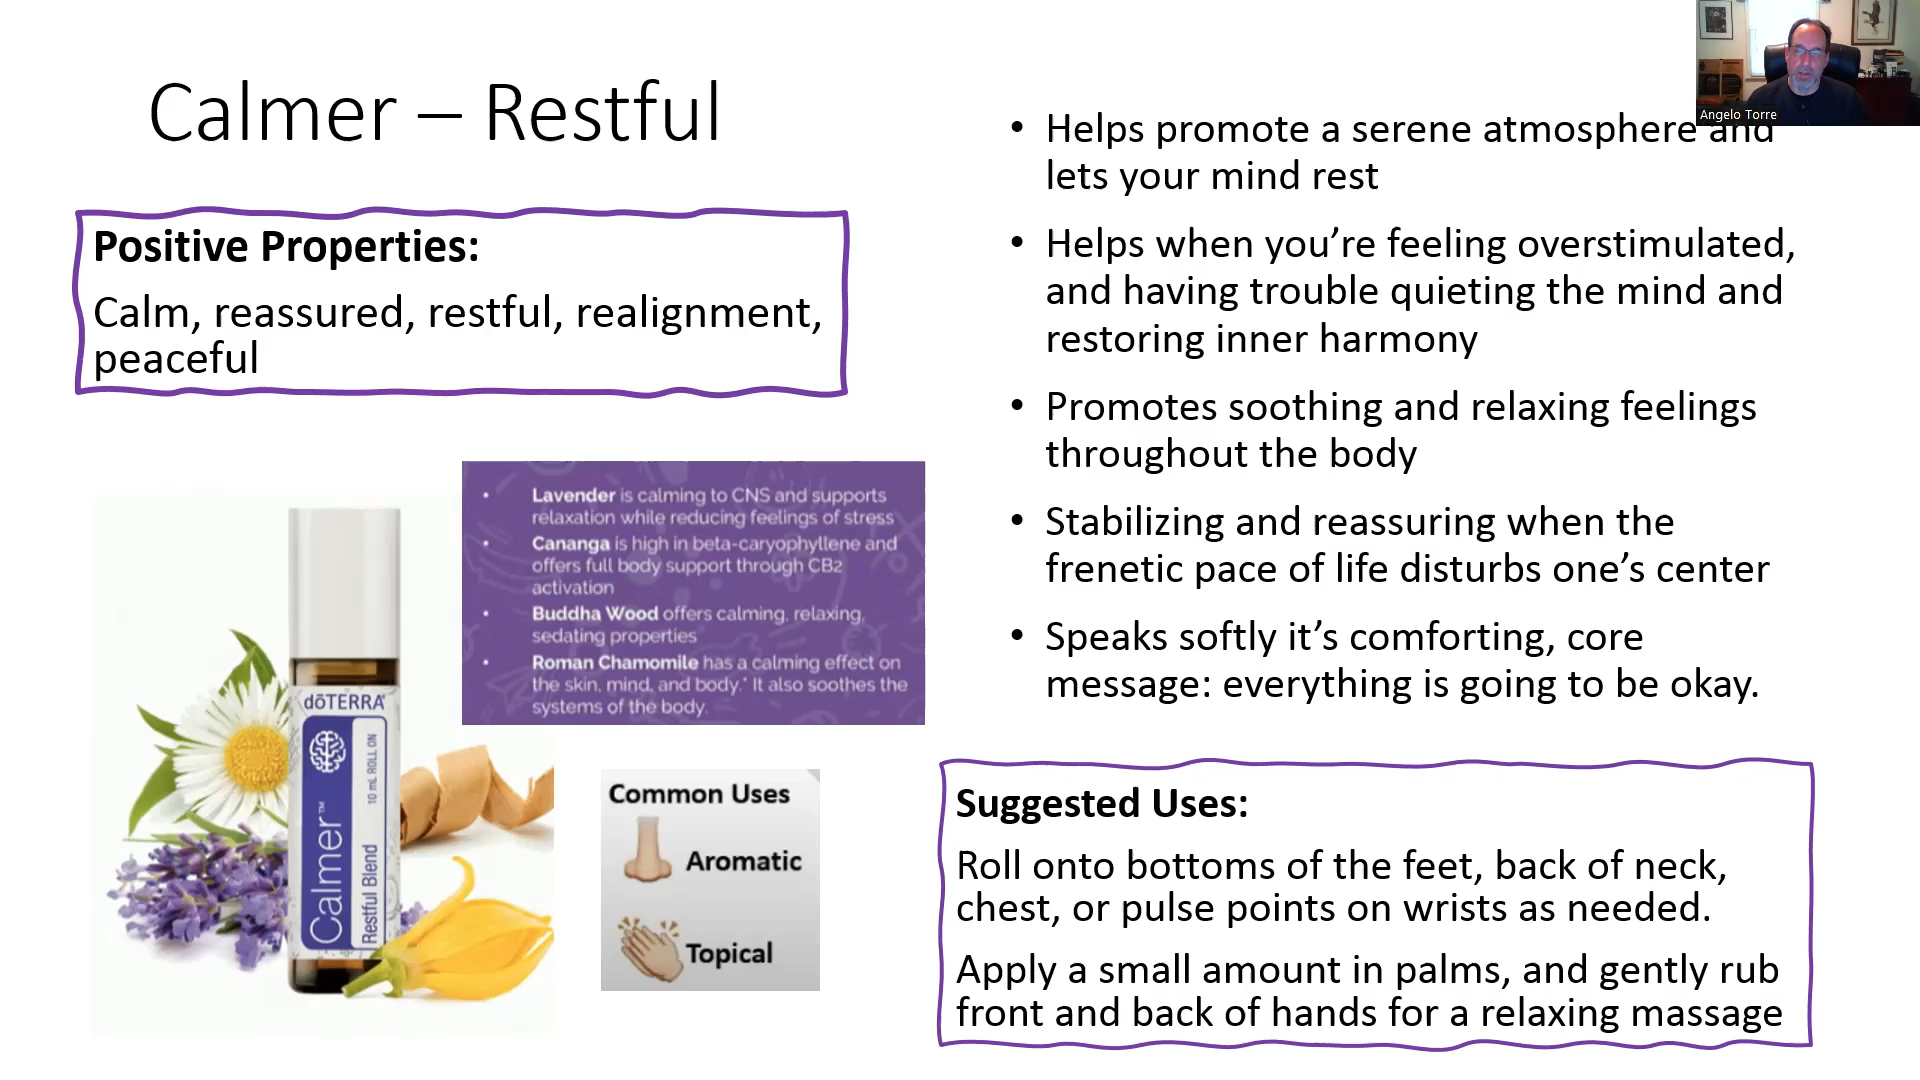 Calmer – Restful
Positive Properties:
Calm, reassured, restful, realignment,
peaceful
• Lavender is calming to CNS and supports
relaxation while reducing feelings of stress
• Cananga is high in beta-caryophyllene and
offers full body support through CB2
activation
• Buddha Wood offers calming, relaxing,
sedating properties
• Roman Chamomile has a calming effect on
the skin, mind, and body.* It also soothes the
systems of the body.
dōTERRA
Calmer™
Restful Blend
10 mL ROLL ON
Common Uses
Aromatic
Topical
Angelo Torre
• Helps promote a serene atmosphere and
lets your mind rest
• Helps when you’re feeling overstimulated,
and having trouble quieting the mind and
restoring inner harmony
• Promotes soothing and relaxing feelings
throughout the body
• Stabilizing and reassuring when the
frenetic pace of life disturbs one’s center
• Speaks softly it’s comforting, core
message: everything is going to be okay.
Suggested Uses:
Roll onto bottoms of the feet, back of neck,
chest, or pulse points on wrists as needed.
Apply a small amount in palms, and gently rub
front and back of hands for a relaxing massage